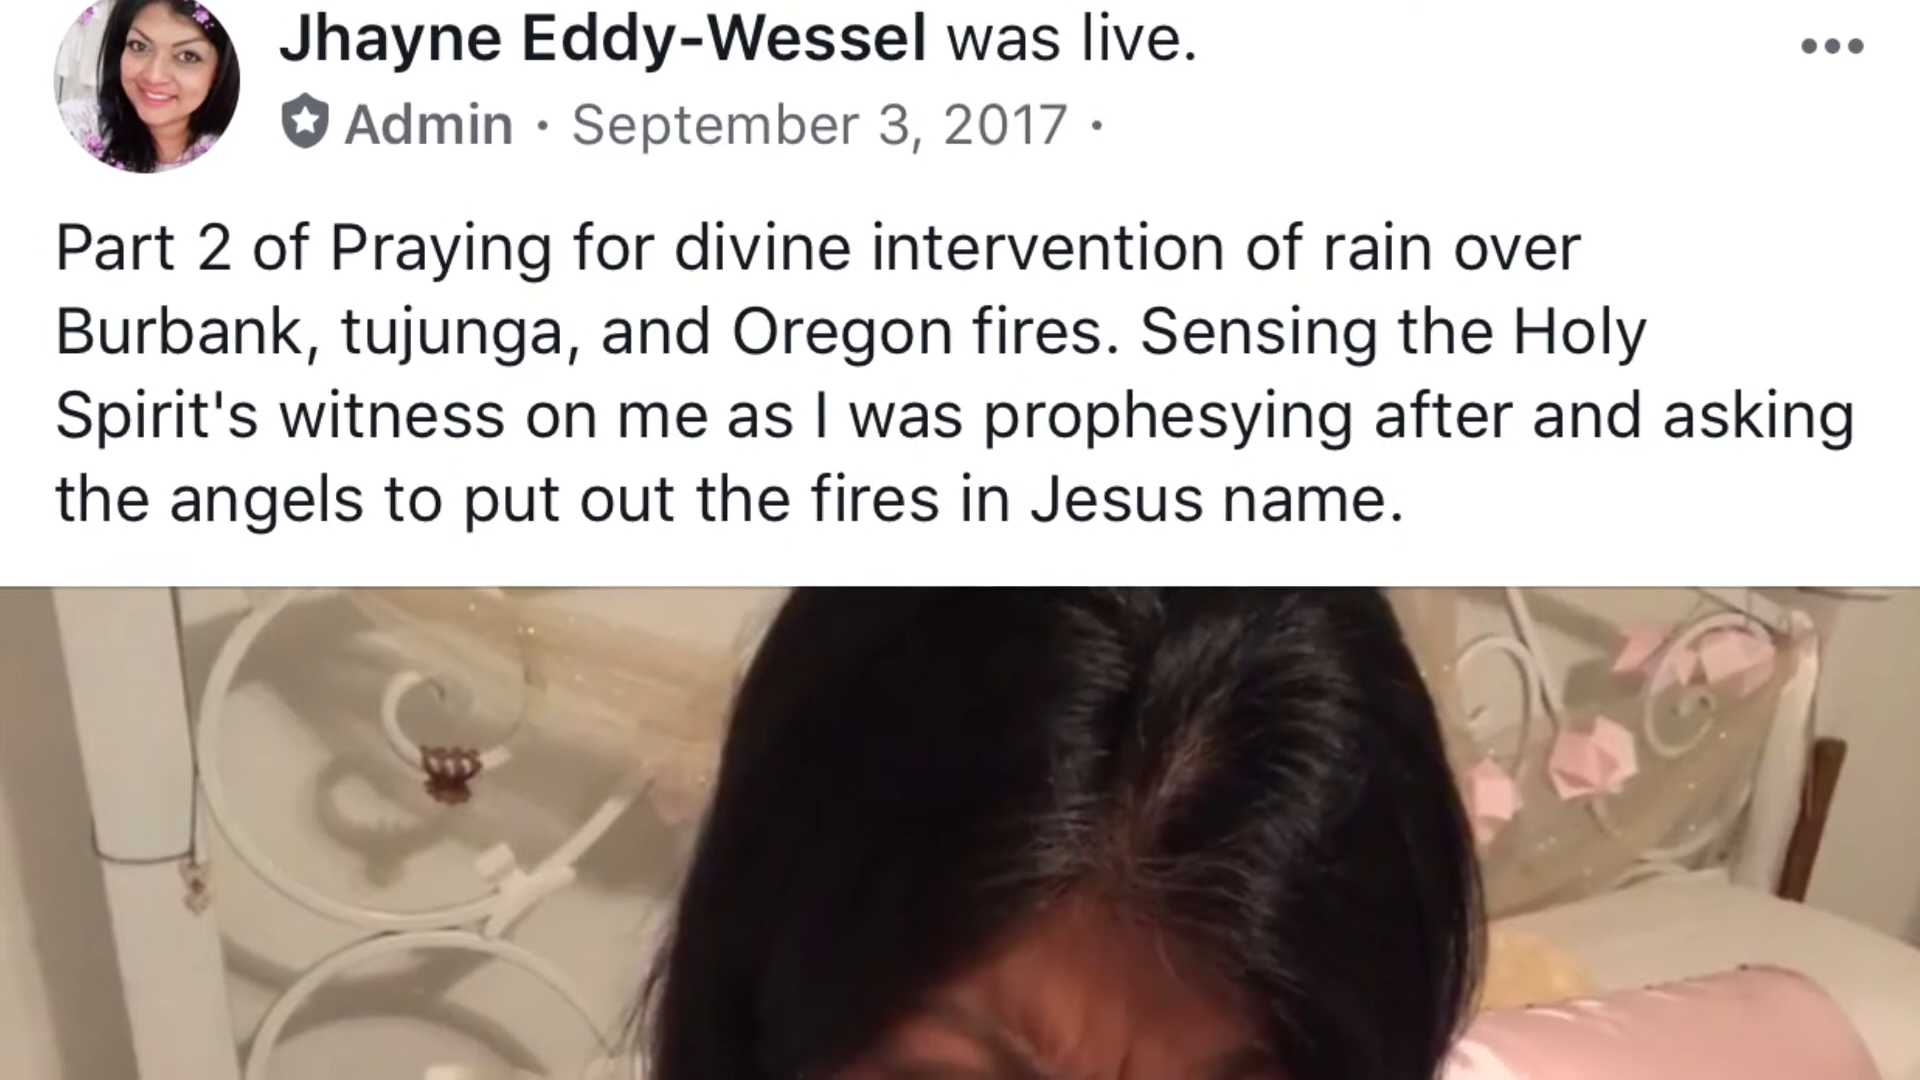 Jhayne Eddy-Wessel was live.
Admin · September 3, 2017 ·
Part 2 of Praying for divine intervention of rain over
Burbank, tujunga, and Oregon fires. Sensing the Holy
Spirit's witness on me as I was prophesying after and asking
the angels to put out the fires in Jesus name.